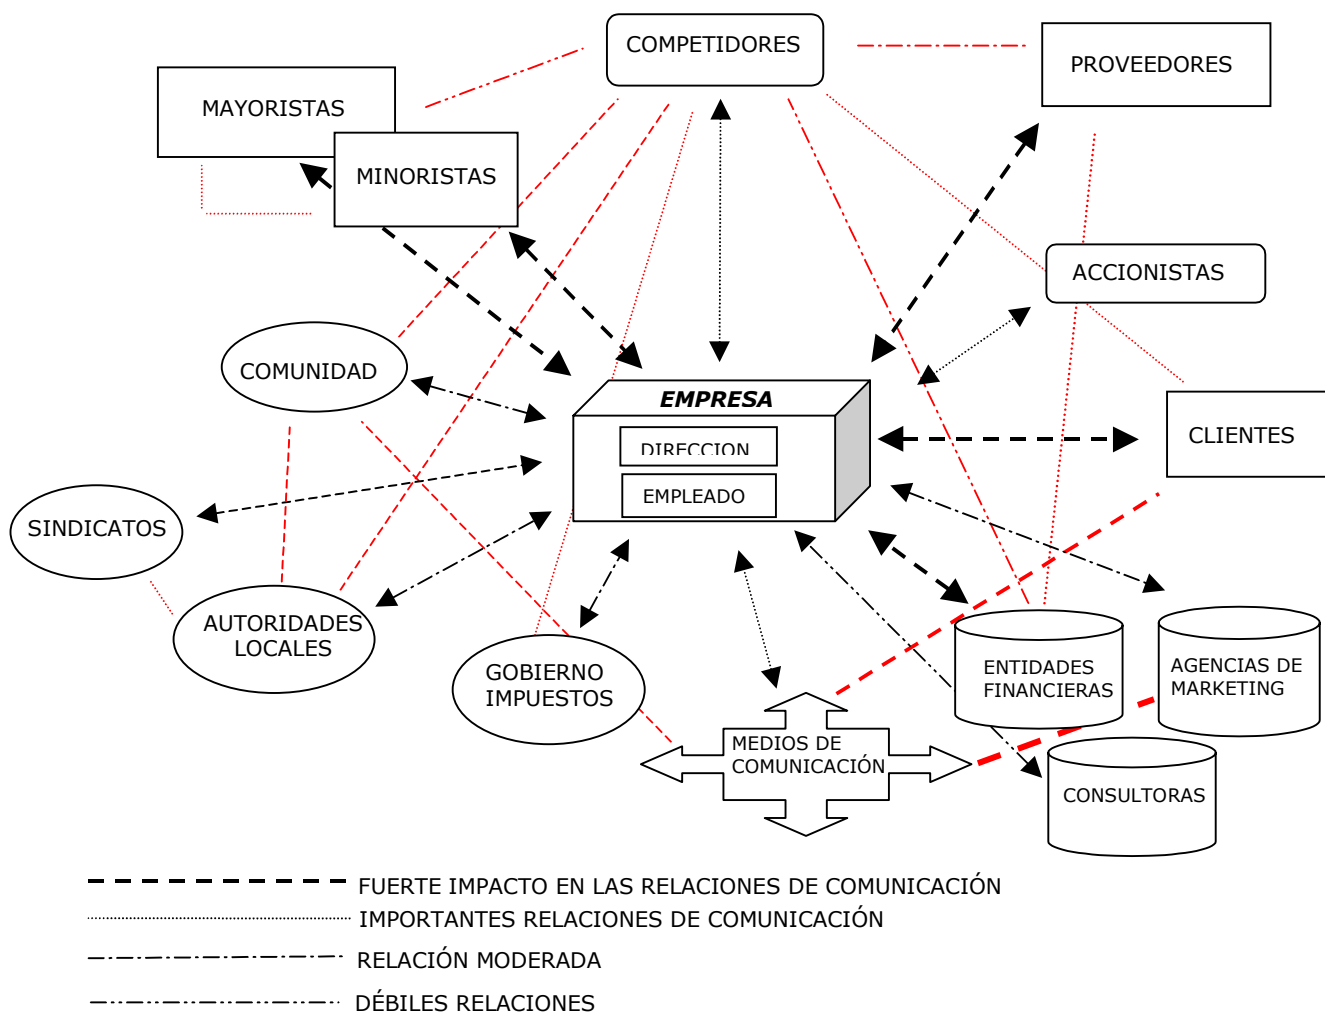 COMPETIDORES
PROVEEDORES
MAYORISTAS
MINORISTAS
ACCIONISTAS
COMUNIDAD
EMPRESA
DIRECCION
EMPLEADO
CLIENTES
SINDICATOS
AUTORIDADES
LOCALES
GOBIERNO
IMPUESTOS
ENTIDADES
FINANCIERAS
AGENCIAS DE
MARKETING
MEDIOS DE
COMUNICACIÓN
CONSULTORAS
FUERTE IMPACTO EN LAS RELACIONES DE COMUNICACIÓN
IMPORTANTES RELACIONES DE COMUNICACIÓN
RELACIÓN MODERADA
DÉBILES RELACIONES